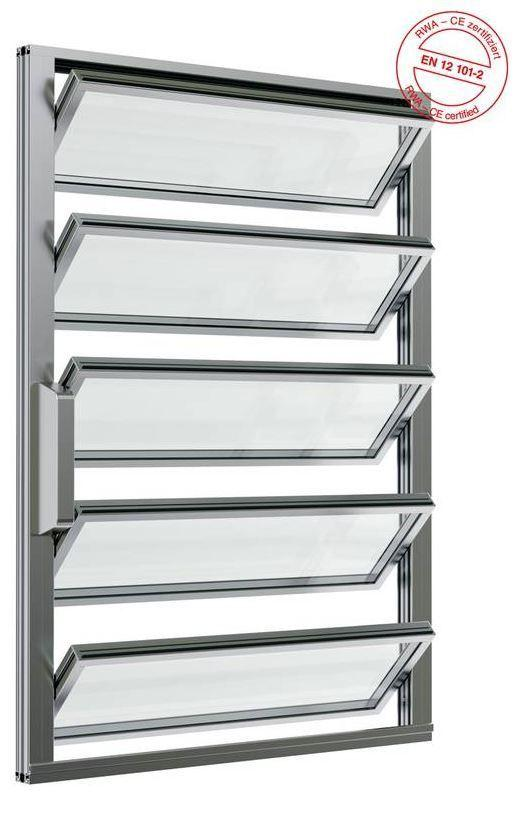 RWA – CE zertifiziert
EN 12 101-2
RWA – CE certified